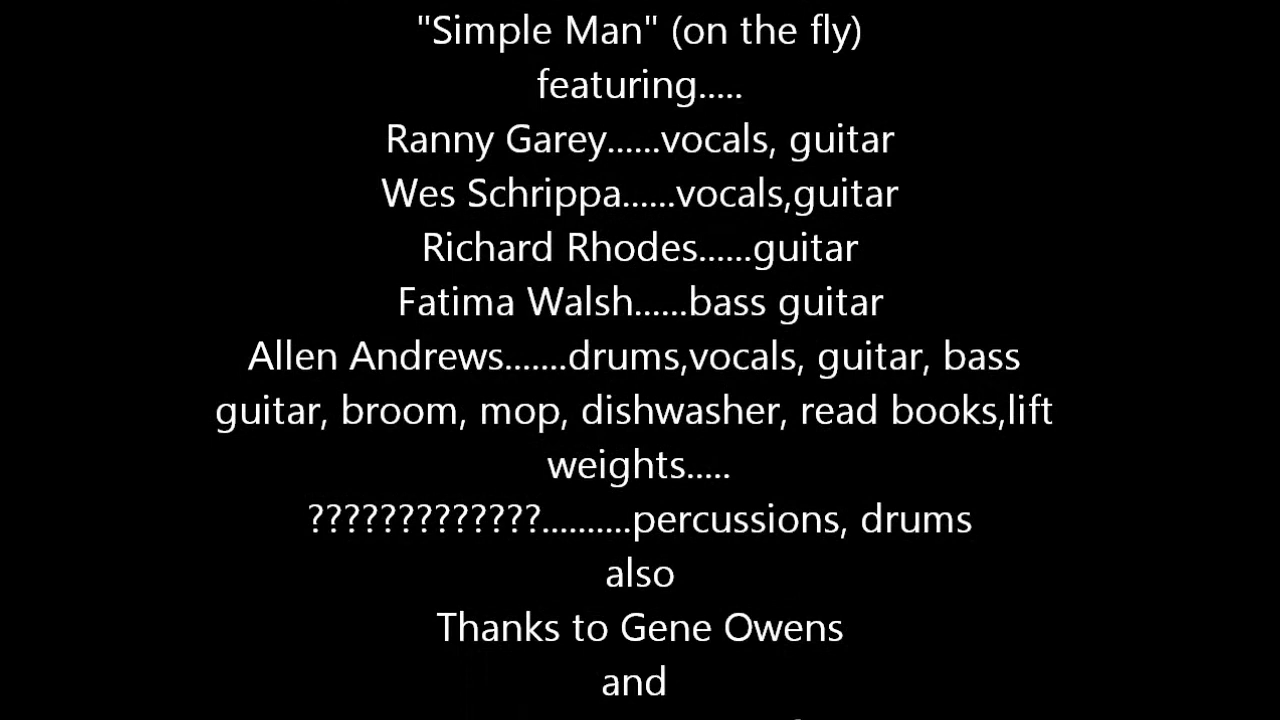 "Simple Man" (on the fly)
featuring.....
Ranny Garey......vocals, guitar
Wes Schrippa......vocals,guitar
Richard Rhodes......guitar
Fatima Walsh......bass guitar
Allen Andrews.......drums,vocals, guitar, bass
guitar, broom, mop, dishwasher, read books,lift
weights.....
?????????????..........percussions, drums
also
Thanks to Gene Owens
and